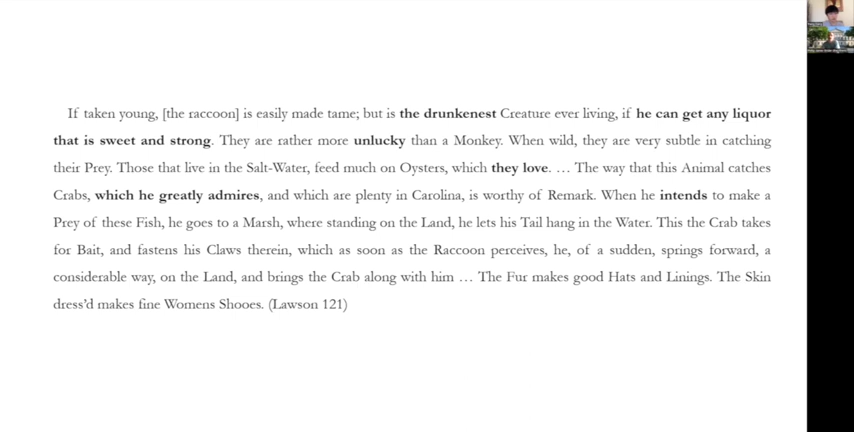 If taken young, [the raccoon] is easily made tame; but is the drunkenest Creature ever living, if he can get any liquor
that is sweet and strong. They are rather more unlucky than a Monkey. When wild, they are very subtle in catching
their Prey. Those that live in the Salt-Water, feed much on Oysters, which they love. … The way that this Animal catches
Crabs, which he greatly admires, and which are plenty in Carolina, is worthy of Remark. When he intends to make a
Prey of these Fish, he goes to a Marsh, where standing on the Land, he lets his Tail hang in the Water. This the Crab takes
for Bait, and fastens his Claws therein, which as soon as the Raccoon perceives, he, of a sudden, springs forward, a
considerable way, on the Land, and brings the Crab along with him … The Fur makes good Hats and Linings. The Skin
dress’d makes fine Womens Shooes. (Lawson 121)